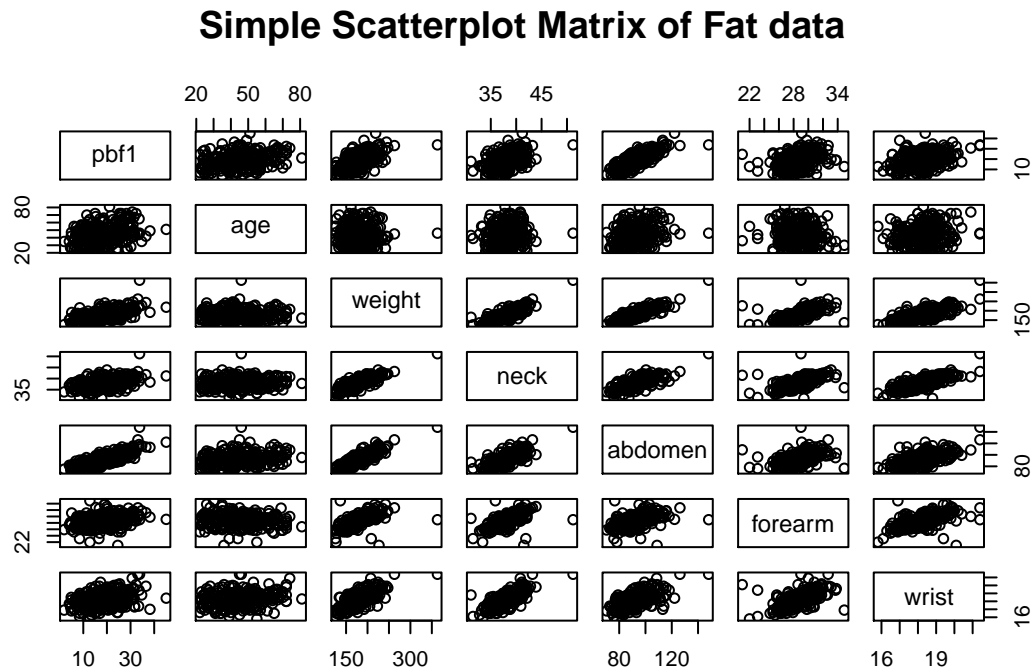 Simple Scatterplot Matrix of Fat data
20 50 80 35 45 22 28 34
pbf1 10
80 20 age
weight 150
35 neck
abdomen 80
22 forearm
wrist 16
10 30 150 300 80 120 16 19